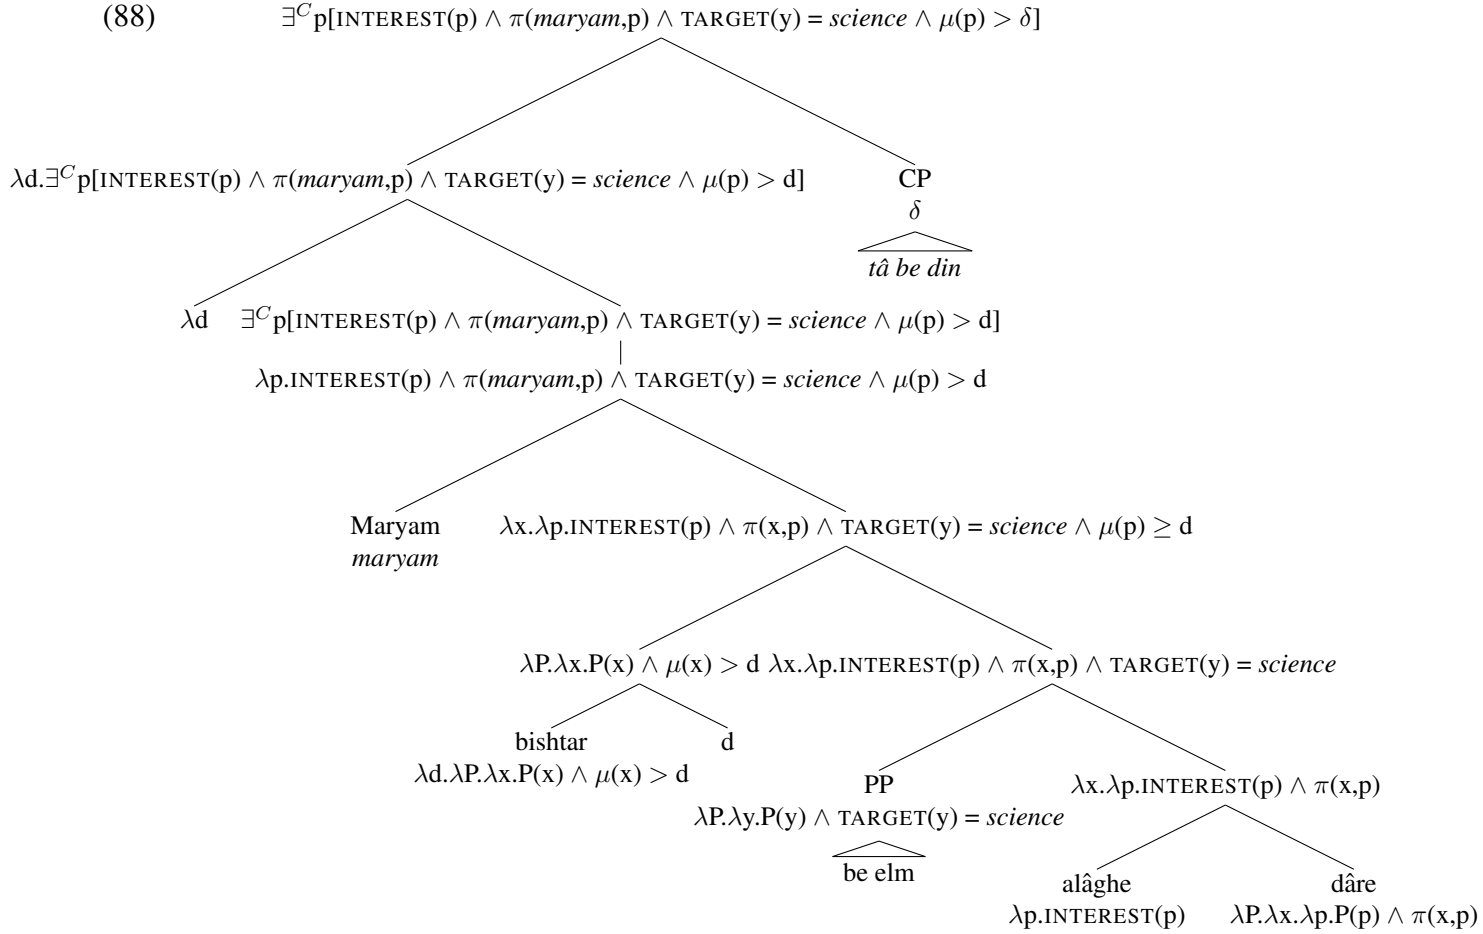 (88) ∃ᶜp[INTEREST(p) ∧ π(maryam,p) ∧ TARGET(y) = science ∧ μ(p) > δ]
λd.∃ᶜp[INTEREST(p) ∧ π(maryam,p) ∧ TARGET(y) = science ∧ μ(p) > d] CP
δ
tâ be din
λd ∃ᶜp[INTEREST(p) ∧ π(maryam,p) ∧ TARGET(y) = science ∧ μ(p) > d]
λp.INTEREST(p) ∧ π(maryam,p) ∧ TARGET(y) = science ∧ μ(p) > d
Maryam λx.λp.INTEREST(p) ∧ π(x,p) ∧ TARGET(y) = science ∧ μ(p) ≥ d
maryam
λP.λx.P(x) ∧ μ(x) > d λx.λp.INTEREST(p) ∧ π(x,p) ∧ TARGET(y) = science
bishtar d
λd.λP.λx.P(x) ∧ μ(x) > d
PP λx.λp.INTEREST(p) ∧ π(x,p)
λP.λy.P(y) ∧ TARGET(y) = science
be elm
alâghe dâre
λp.INTEREST(p) λP.λx.λp.P(p) ∧ π(x,p)